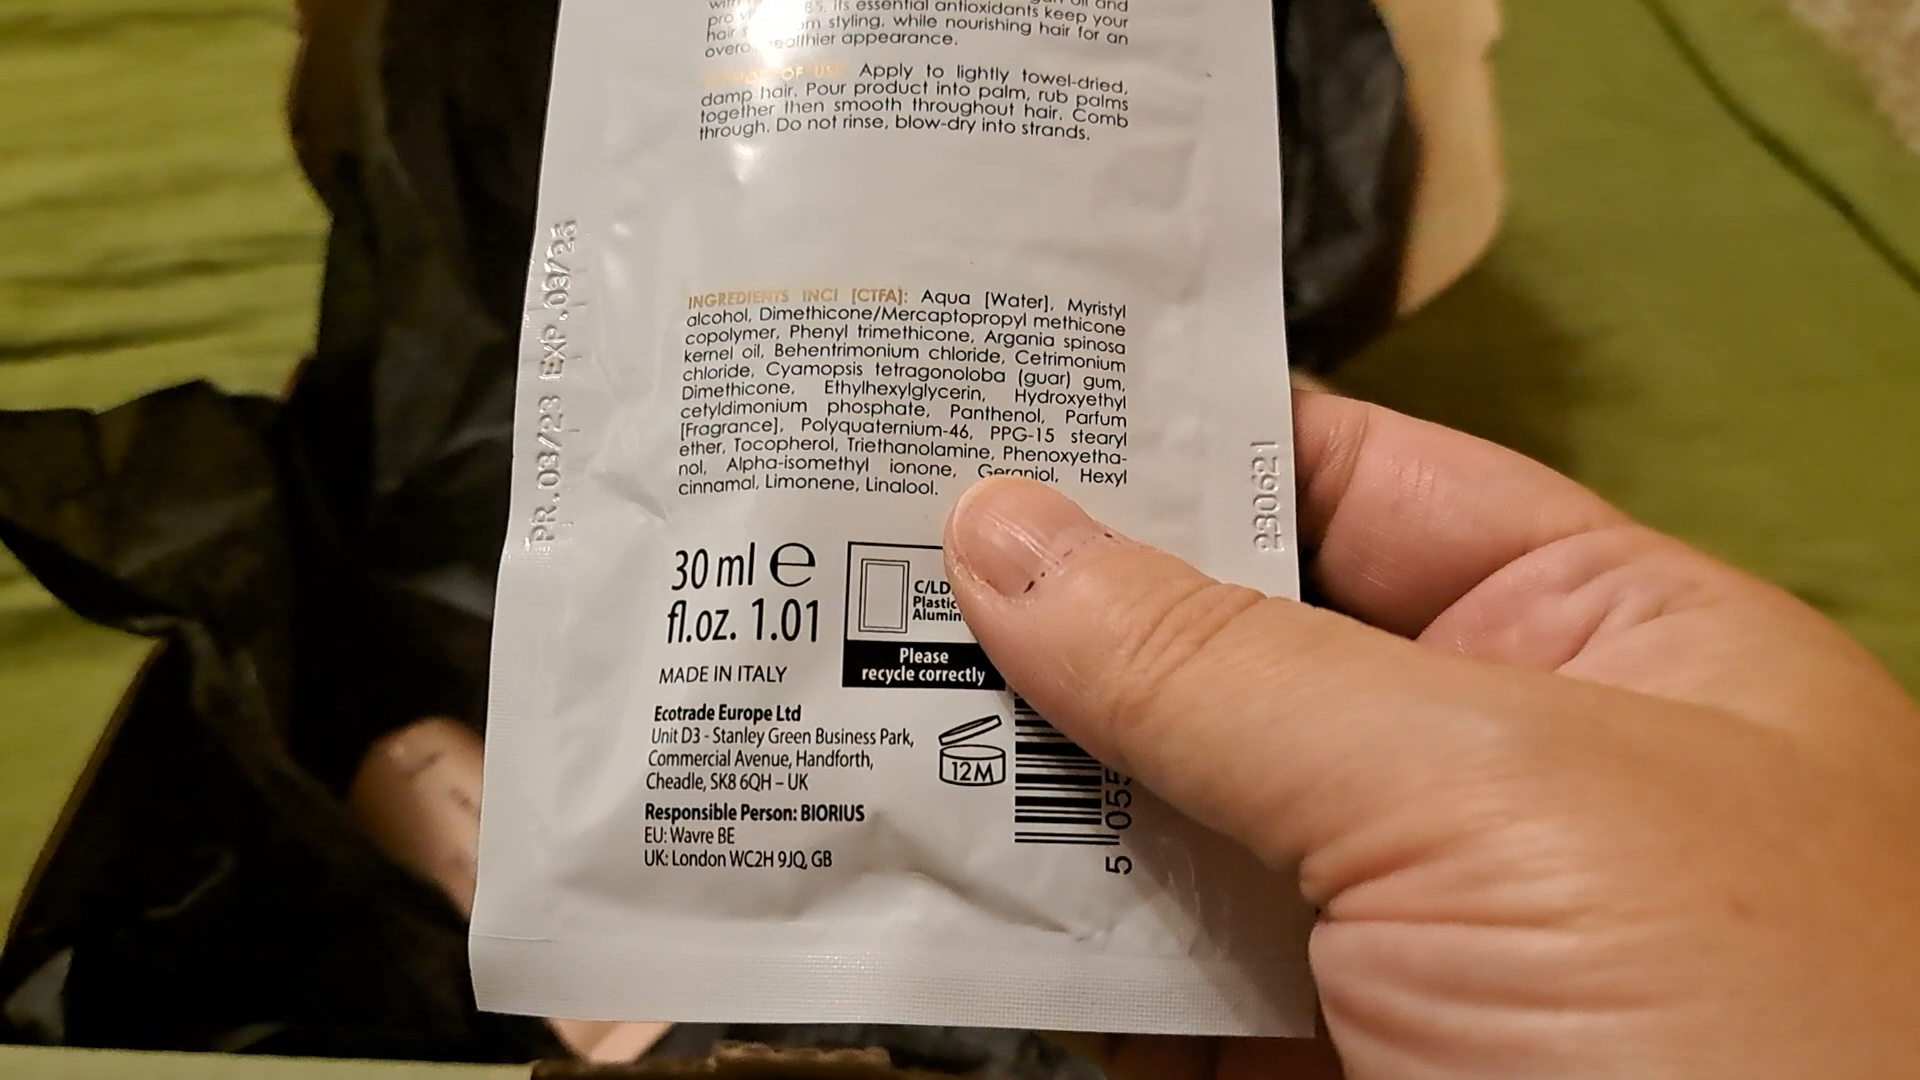 B5. Its essential antioxidants keep your
styling, while nourishing hair for an
appearance.
OF Apply to lightly towel-dried,
damp hair. Pour product into palm, rub palms
together then smooth throughout hair. Comb
through. Do not rinse, blow-dry into strands.
INGREDIENTS INCI [CTFA]: Aqua [Water], Myristyl
alcohol, Dimethicone/Mercaptopropyl methicone
copolymer, Phenyl trimethicone, Argania spinosa
kernel oil, Behentrimonium chloride, Cetrimonium
chloride, Cyamopsis tetragonoloba (guar) gum,
Dimethicone, Ethylhexylglycerin, Hydroxyethyl
cetyldimonium phosphate, Panthenol, Parfum
[Fragrance], Polyquaternium-46, PPG-15 stearyl
ether, Tocopherol, Triethanolamine, Phenoxyetha-
nol, Alpha-isomethyl ionone, Geraniol, Hexyl
cinnamal, Limonene, Linalool.
30 ml e
fl.oz. 1.01
MADE IN ITALY
C/LD
Plastic
Alumin
Please
recycle correctly
Ecotrade Europe Ltd
Unit D3 - Stanley Green Business Park,
Commercial Avenue, Handforth,
Cheadle, SK8 6QH – UK
Responsible Person: BIORIUS
EU: Wavre BE
UK: London WC2H 9JQ, GB
12M
5 055
PR.03/23 EXP.03/26
230621